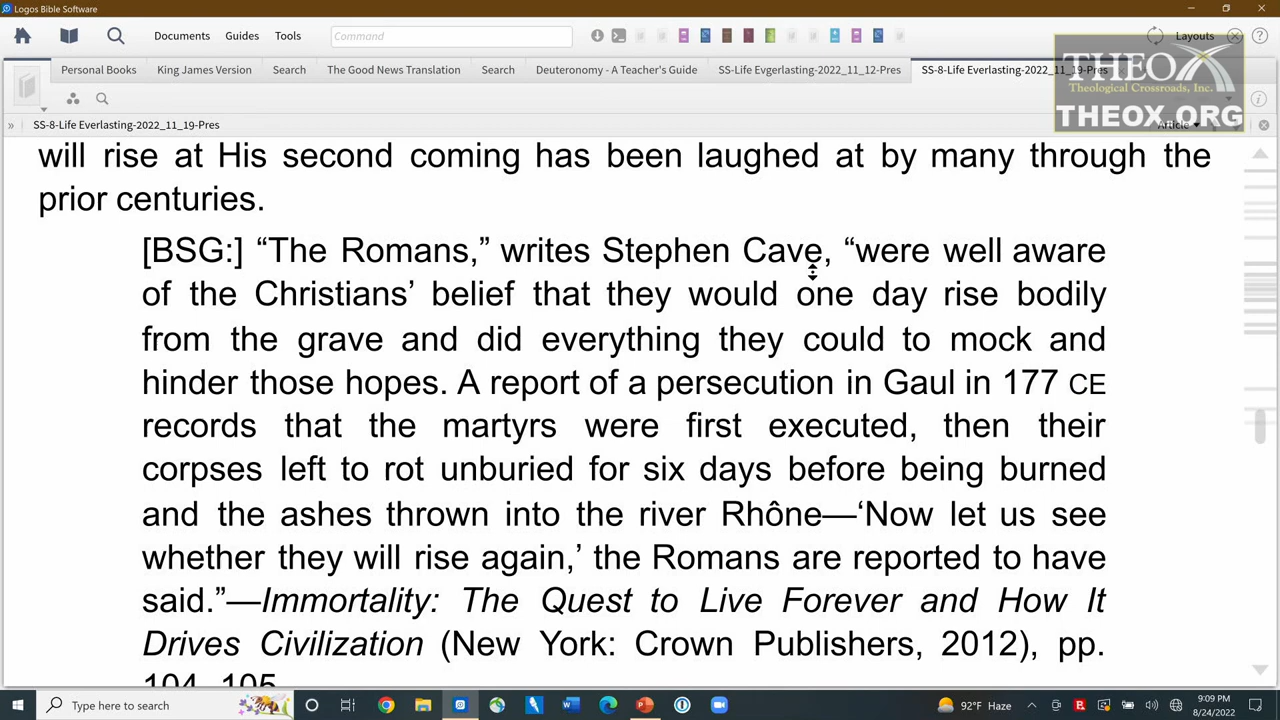 Logos Bible Software
Documents Guides Tools Command Layouts
THEOX
Theological Crossroads, Inc.
THEOX.ORG
Personal Books King James Version Search Search Deuteronomy - A Teacher's Guide SS-Life Evgerlasting-2022_11_12-Pres SS-8-Life Everlasting-2022_11_19-Pres
SS-8-Life Everlasting-2022_11_19-Pres Article
will rise at His second coming has been laughed at by many through the
prior centuries.
[BSG:] “The Romans,” writes Stephen Cave, “were well aware
of the Christians’ belief that they would one day rise bodily
from the grave and did everything they could to mock and
hinder those hopes. A report of a persecution in Gaul in 177 CE
records that the martyrs were first executed, then their
corpses left to rot unburied for six days before being burned
and the ashes thrown into the river Rhône—‘Now let us see
whether they will rise again,’ the Romans are reported to have
said.”—Immortality: The Quest to Live Forever and How It
Drives Civilization (New York: Crown Publishers, 2012), pp.
104, 105
Type here to search 92°F Haze 9:09 PM
8/24/2022